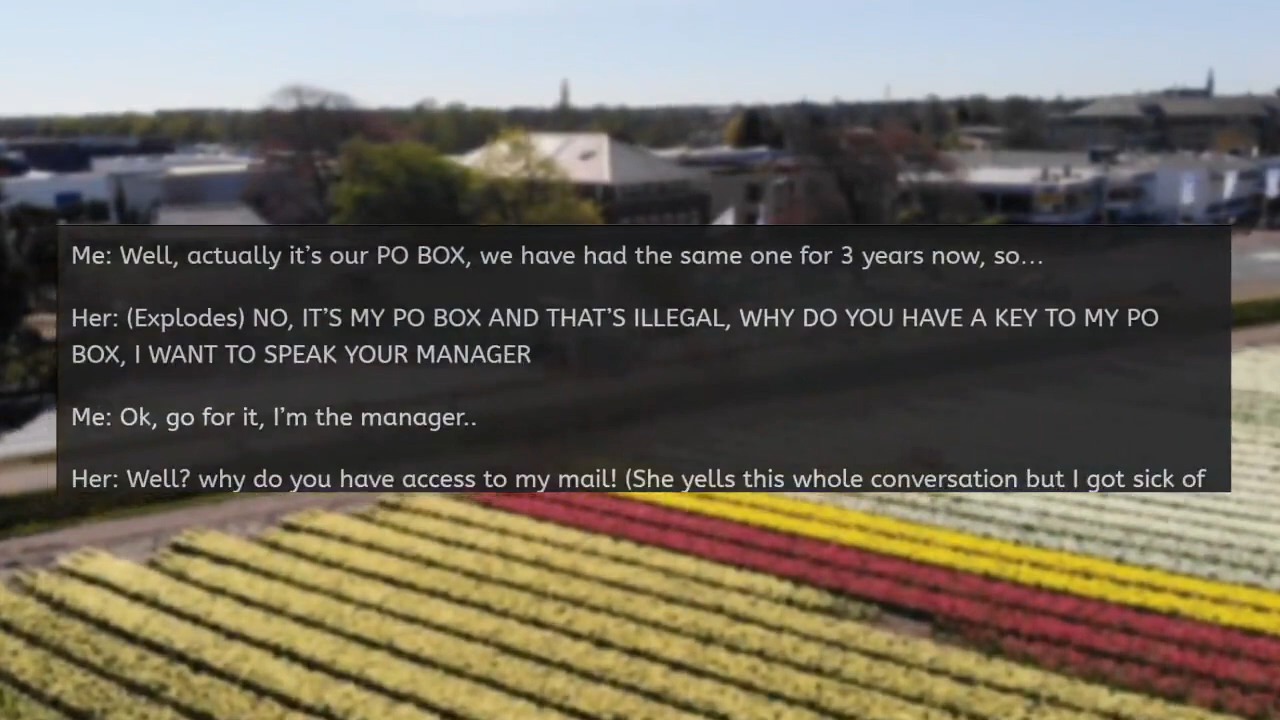 Me: Well, actually it’s our PO BOX, we have had the same one for 3 years now, so...
Her: (Explodes) NO, IT’S MY PO BOX AND THAT’S ILLEGAL, WHY DO YOU HAVE A KEY TO MY PO
BOX, I WANT TO SPEAK YOUR MANAGER
Me: Ok, go for it, I’m the manager..
Her: Well? why do you have access to my mail! (She yells this whole conversation but I got sick of